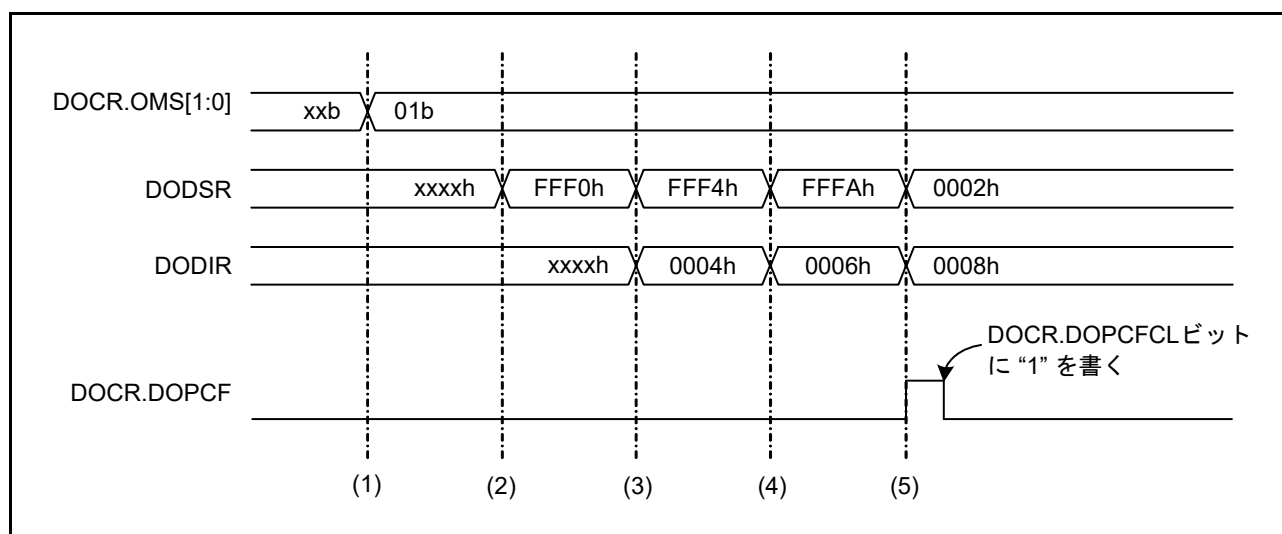 DOCR.OMS[1:0]
xxb
01b
DODSR
xxxxh
FFF0h
FFF4h
FFFAh
0002h
DODIR
xxxxh
0004h
0006h
0008h
DOCR.DOPCFCLビット
に “1” を書く
DOCR.DOPCF
(1)
(2)
(3)
(4)
(5)